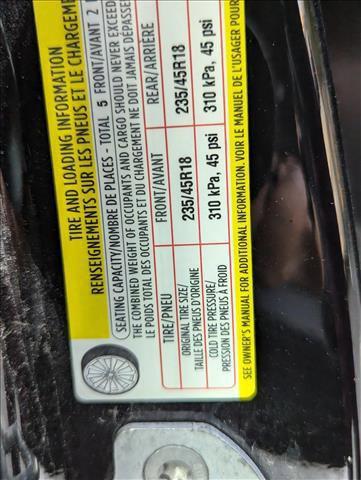 TIRE AND LOADING INFORMATION
RENSEIGNEMENTS SUR LES PNEUS ET LE CHARGEME
SEATING CAPACITY/NOMBRE DE PLACES - TOTAL 5 FRONT/AVANT 2
THE COMBINED WEIGHT OF OCCUPANTS AND CARGO SHOULD NEVER EXCEED
LE POIDS TOTAL DES OCCUPANTS ET DU CHARGEMENT NE DOIT JAMAIS DÉPASSE
TIRE/PNEU FRONT/AVANT REAR/ARRIERE
ORIGINAL TIRE SIZE/ 235/45R18 235/45R18
TAILLE DES PNEUS D'ORIGINE
COLD TIRE PRESSURE/ 310 kPa, 45 psi 310 kPa, 45 psi
PRESSION DES PNEUS À FROID
SEE OWNER'S MANUAL FOR ADDITIONAL INFORMATION. VOIR LE MANUEL DE L'USAGER POUR